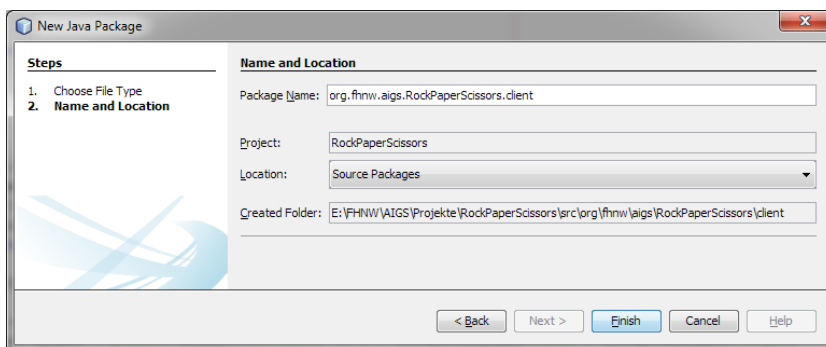 New Java Package
Steps
1. Choose File Type
2. Name and Location
Name and Location
Package Name: org.fhnw.aigs.RockPaperScissors.client
Project: RockPaperScissors
Location: Source Packages
Created Folder: E:\FHNW\AIGS\Projekte\RockPaperScissors\src\org\fhnw\aigs\RockPaperScissors\client
< Back Next > Finish Cancel Help